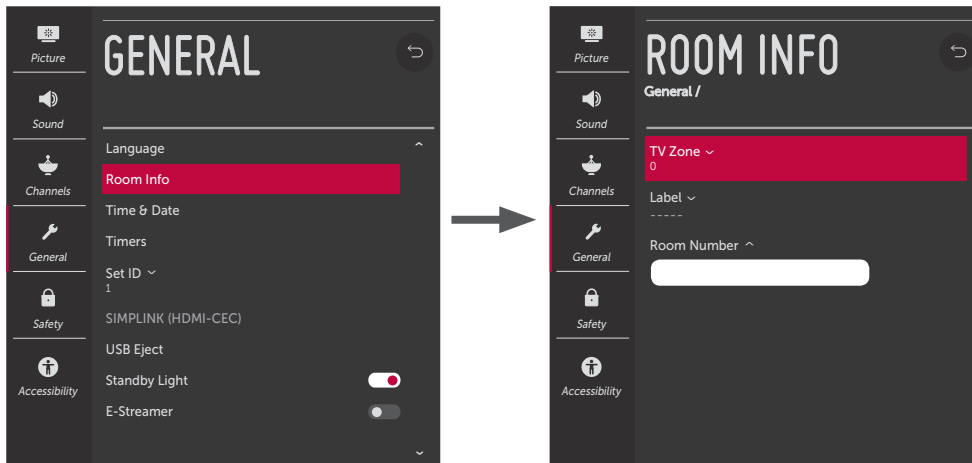 Picture
Sound
Channels
General
Safety
Accessibility
GENERAL
Language
Room Info
Time & Date
Timers
Set ID
1
SIMPLINK (HDMI-CEC)
USB Eject
Standby Light
E-Streamer
Picture
Sound
Channels
General
Safety
Accessibility
ROOM INFO
General /
TV Zone
0
Label
-----
Room Number